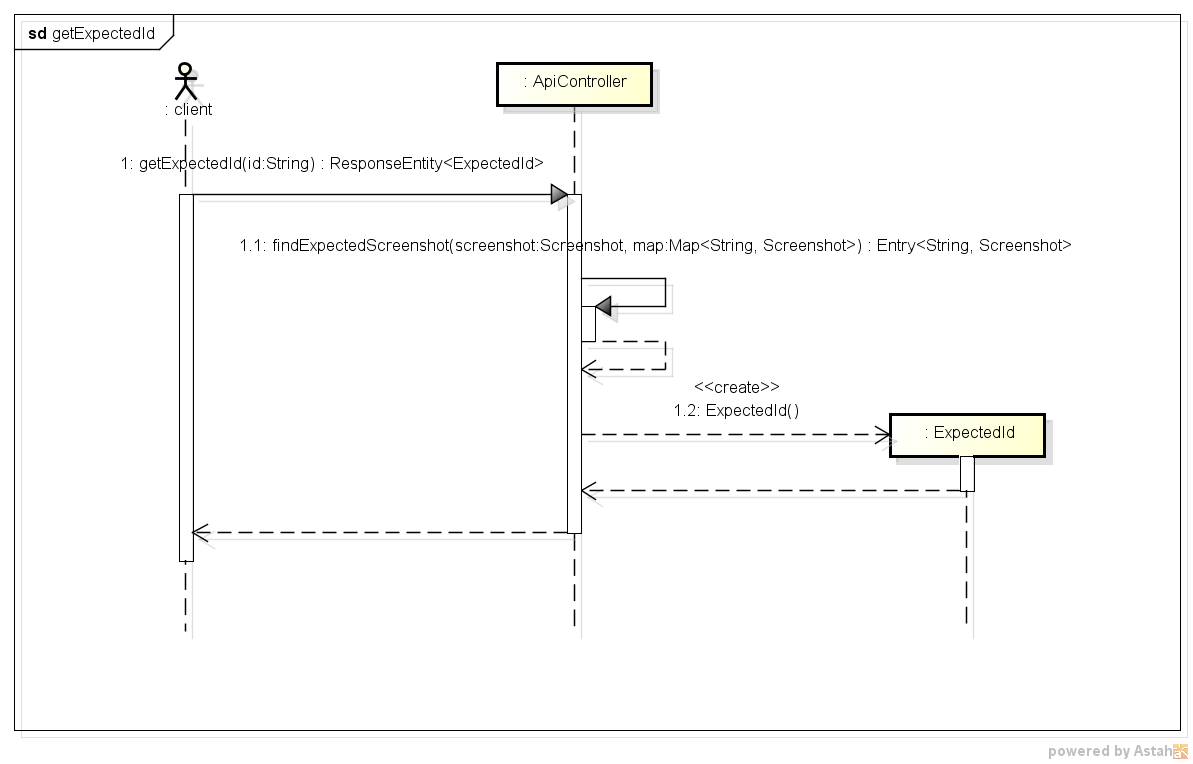 sd getExpectedId
: client
: ApiController
1: getExpectedId(id:String) : ResponseEntity<ExpectedId>
1.1: findExpectedScreenshot(screenshot:Screenshot, map:Map<String, Screenshot>) : Entry<String, Screenshot>
<<create>>
1.2: ExpectedId()
: ExpectedId
powered by Astah